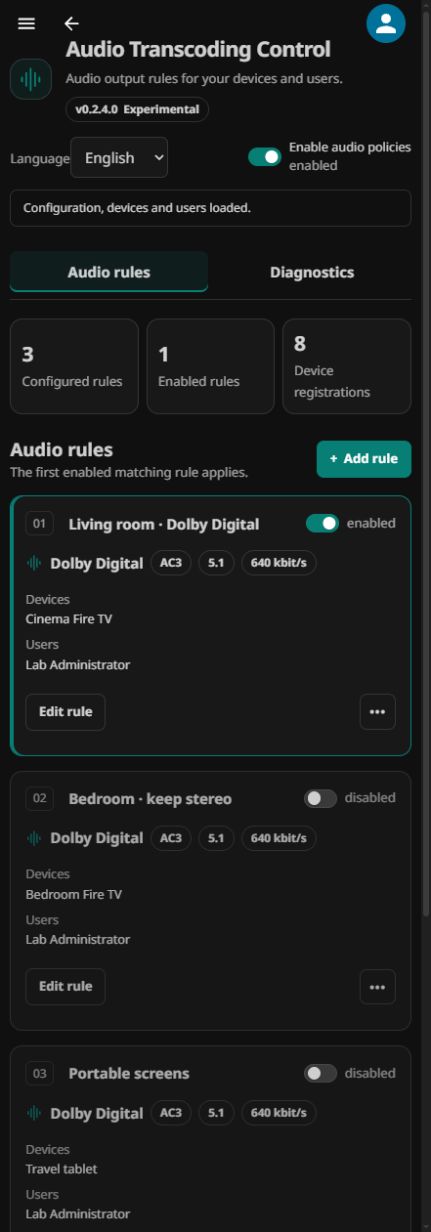 Audio Transcoding Control
Audio output rules for your devices and users.
v0.2.4.0 Experimental
Language English
Enable audio policies
enabled
Configuration, devices and users loaded.
Audio rules Diagnostics
3
Configured rules
1
Enabled rules
8
Device
registrations
Audio rules
The first enabled matching rule applies.
+ Add rule
01 Living room · Dolby Digital enabled
Dolby Digital AC3 5.1 640 kbit/s
Devices
Cinema Fire TV
Users
Lab Administrator
Edit rule ...
02 Bedroom · keep stereo disabled
Dolby Digital AC3 5.1 640 kbit/s
Devices
Bedroom Fire TV
Users
Lab Administrator
Edit rule ...
03 Portable screens disabled
Dolby Digital AC3 5.1 640 kbit/s
Devices
Travel tablet
Users
Lab Administrator